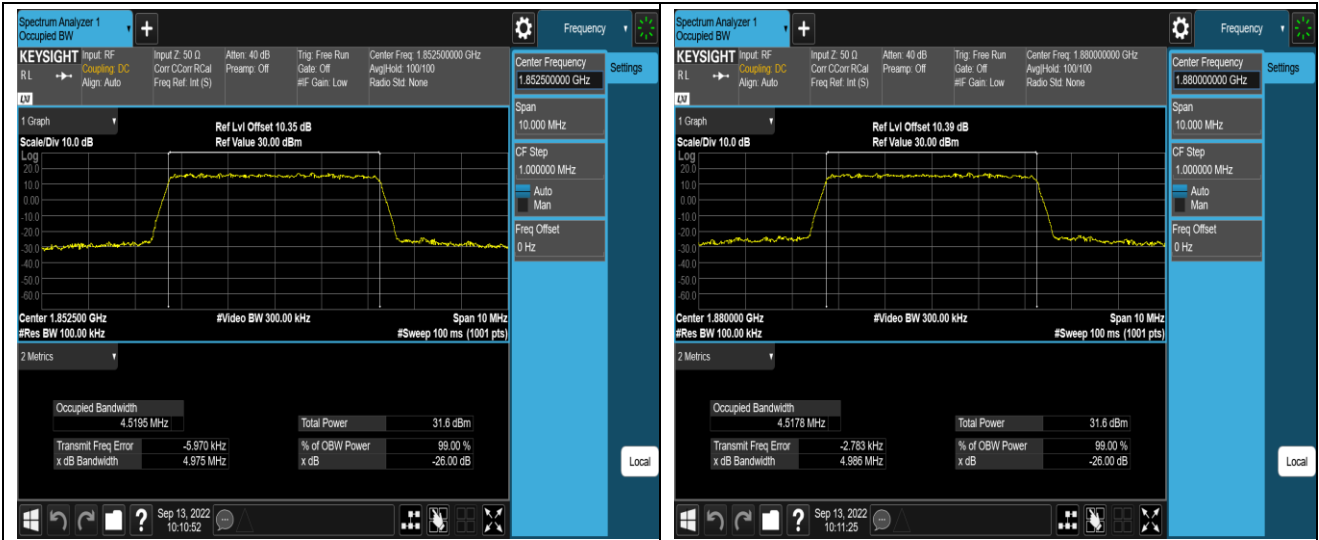 Spectrum Analyzer 1
Occupied BW
+
Frequency
KEYSIGHT Input: RF Input Z: 50 Ω Atten: 40 dB Trig: Free Run Center Freq: 1.852500000 GHz
RL Coupling: DC Corr CCorr RCal Preamp: Off Gate: Off Avg|Hold: 100/100
Align: Auto Freq Ref: Int (S) #IF Gain: Low Radio Std: None
LXI
Center Frequency
1.852500000 GHz
Settings
Span
10.000 MHz
CF Step
1.000000 MHz
Auto
Man
Freq Offset
0 Hz
Local
1 Graph
Ref Lvl Offset 10.35 dB
Scale/Div 10.0 dB Ref Value 30.00 dBm
Log
20.0
10.0
0.00
-10.0
-20.0
-30.0
-40.0
-50.0
-60.0
Center 1.852500 GHz #Video BW 300.00 kHz Span 10 MHz
#Res BW 100.00 kHz #Sweep 100 ms (1001 pts)
2 Metrics
Occupied Bandwidth
4.5195 MHz Total Power 31.6 dBm
Transmit Freq Error -5.970 kHz % of OBW Power 99.00 %
x dB Bandwidth 4.975 MHz x dB -26.00 dB
? Sep 13, 2022
10:10:52
Spectrum Analyzer 1
Occupied BW
+
Frequency
KEYSIGHT Input: RF Input Z: 50 Ω Atten: 40 dB Trig: Free Run Center Freq: 1.880000000 GHz
RL Coupling: DC Corr CCorr RCal Preamp: Off Gate: Off Avg|Hold: 100/100
Align: Auto Freq Ref: Int (S) #IF Gain: Low Radio Std: None
LXI
Center Frequency
1.880000000 GHz
Settings
Span
10.000 MHz
CF Step
1.000000 MHz
Auto
Man
Freq Offset
0 Hz
Local
1 Graph
Ref Lvl Offset 10.39 dB
Scale/Div 10.0 dB Ref Value 30.00 dBm
Log
20.0
10.0
0.00
-10.0
-20.0
-30.0
-40.0
-50.0
-60.0
Center 1.880000 GHz #Video BW 300.00 kHz Span 10 MHz
#Res BW 100.00 kHz #Sweep 100 ms (1001 pts)
2 Metrics
Occupied Bandwidth
4.5178 MHz Total Power 31.6 dBm
Transmit Freq Error -2.783 kHz % of OBW Power 99.00 %
x dB Bandwidth 4.986 MHz x dB -26.00 dB
? Sep 13, 2022
10:11:25